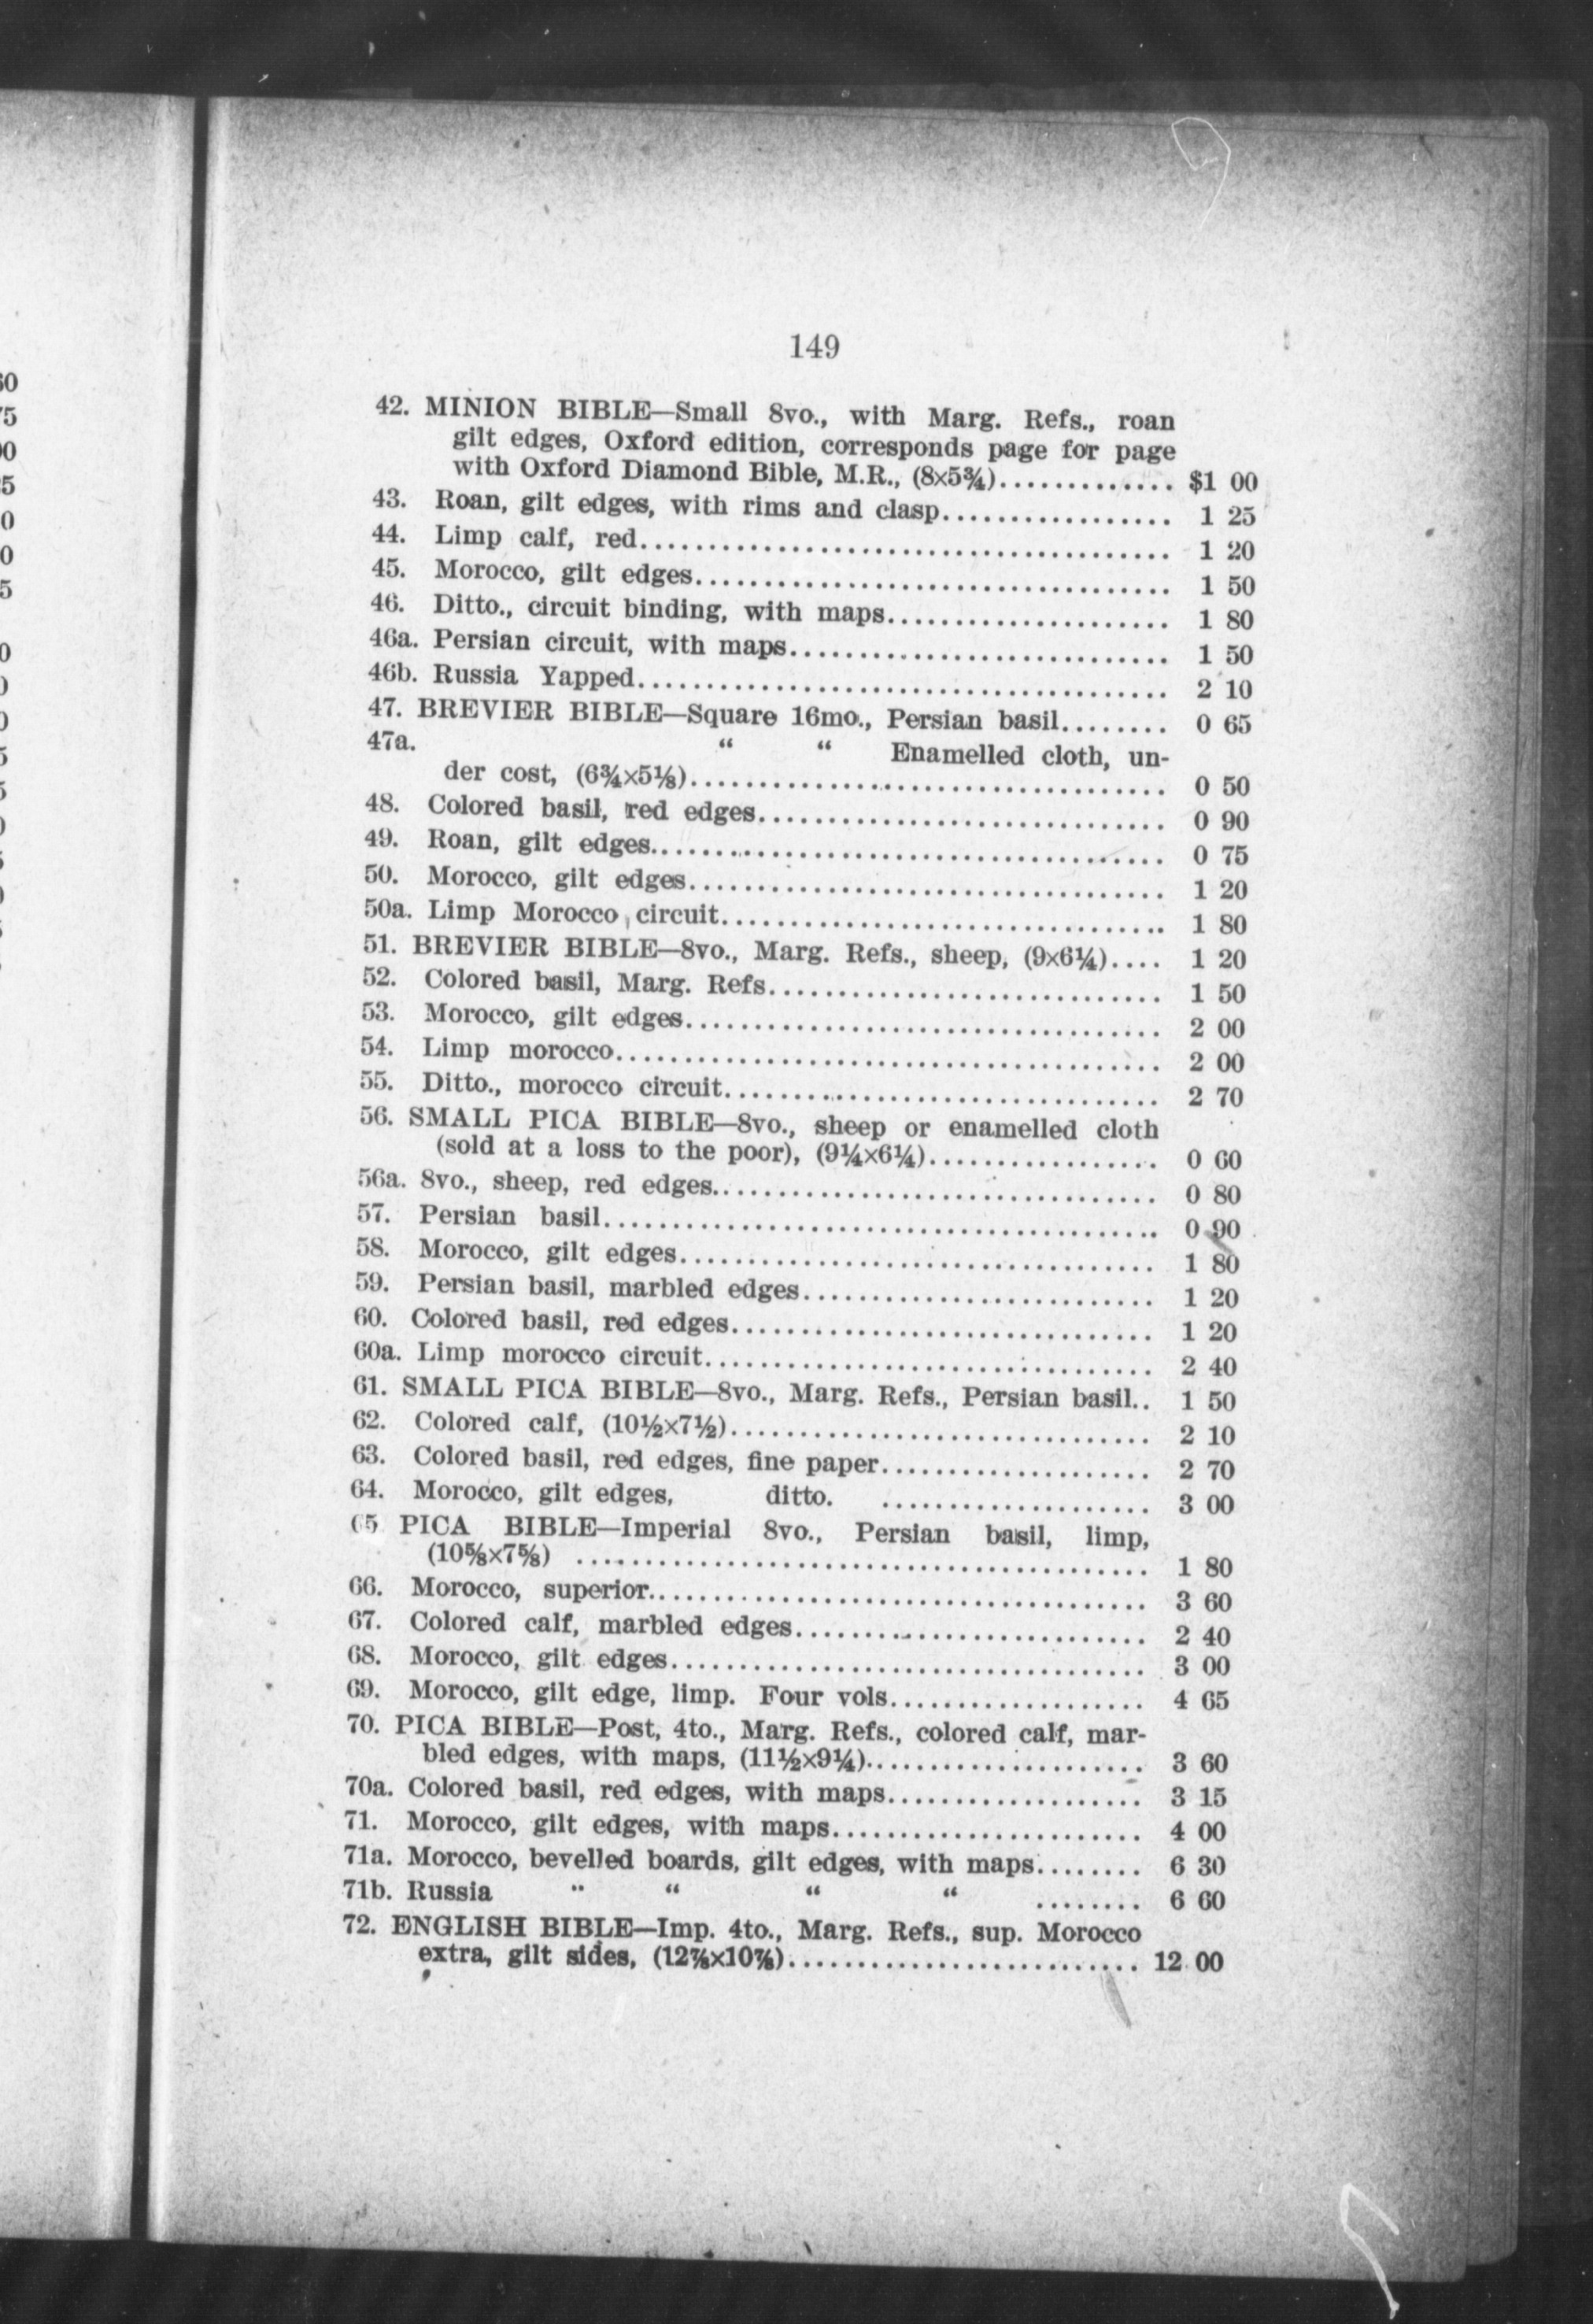 149
42. MINION BIBLE—Small 8vo., with Marg. Refs., roan
gilt edges, Oxford edition, corresponds page for page
with Oxford Diamond Bible, M.R., (8x5¾)............. $1 00
43. Roan, gilt edges, with rims and clasp................. 1 25
44. Limp calf, red....................................... 1 20
45. Morocco, gilt edges................................... 1 50
46. Ditto., circuit binding, with maps..................... 1 80
46a. Persian circuit, with maps............................ 1 50
46b. Russia Yapped....................................... 2 10
47. BREVIER BIBLE—Square 16mo., Persian basil........ 0 65
47a. “ “ Enamelled cloth, un-
der cost, (6¾x5⅛)................................... 0 50
48. Colored basil, red edges.............................. 0 90
49. Roan, gilt edges...................................... 0 75
50. Morocco, gilt edges................................... 1 20
50a. Limp Morocco circuit................................. 1 80
51. BREVIER BIBLE—8vo., Marg. Refs., sheep, (9x6¼).... 1 20
52. Colored basil, Marg. Refs............................. 1 50
53. Morocco, gilt edges................................... 2 00
54. Limp morocco........................................ 2 00
55. Ditto., morocco circuit................................ 2 70
56. SMALL PICA BIBLE—8vo., sheep or enamelled cloth
(sold at a loss to the poor), (9¼x6¼)................. 0 60
56a. 8vo., sheep, red edges................................ 0 80
57. Persian basil......................................... 0 90
58. Morocco, gilt edges................................... 1 80
59. Persian basil, marbled edges.......................... 1 20
60. Colored basil, red edges............................... 1 20
60a. Limp morocco circuit................................. 2 40
61. SMALL PICA BIBLE—8vo., Marg. Refs., Persian basil.. 1 50
62. Colored calf, (10½x7½)............................... 2 10
63. Colored basil, red edges, fine paper.................... 2 70
64. Morocco, gilt edges, ditto. .................... 3 00
65 PICA BIBLE—Imperial 8vo., Persian basil, limp,
(10⅝x7⅝) .......................................... 1 80
66. Morocco, superior..................................... 3 60
67. Colored calf, marbled edges.......................... 2 40
68. Morocco, gilt edges................................... 3 00
69. Morocco, gilt edge, limp. Four vols................... 4 65
70. PICA BIBLE—Post, 4to., Marg. Refs., colored calf, mar-
bled edges, with maps, (11½x9¼)..................... 3 60
70a. Colored basil, red edges, with maps................... 3 15
71. Morocco, gilt edges, with maps....................... 4 00
71a. Morocco, bevelled boards, gilt edges, with maps........ 6 30
71b. Russia “ “ “ “ ........ 6 60
72. ENGLISH BIBLE—Imp. 4to., Marg. Refs., sup. Morocco
extra, gilt sides, (12⅞x10⅞).......................... 12 00